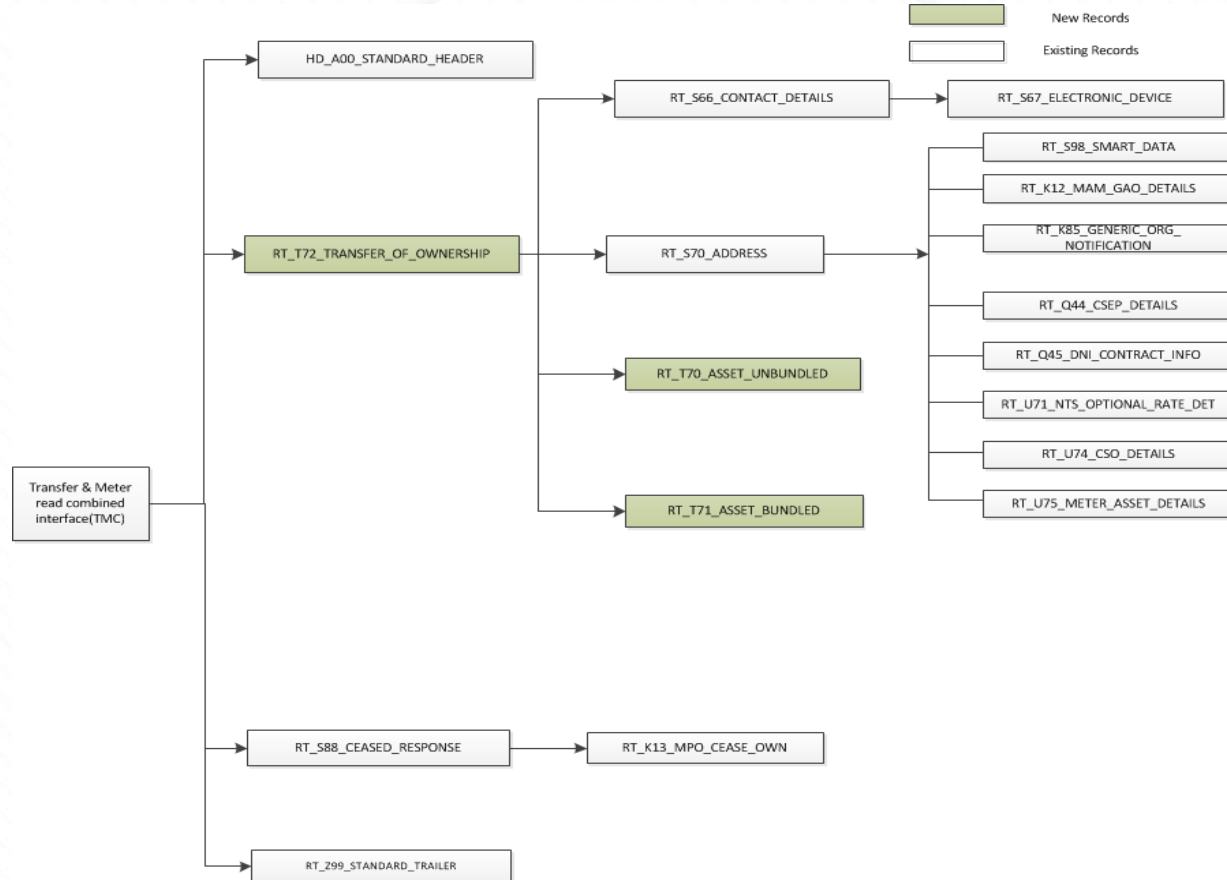 New Records
Existing Records
HD_A00_STANDARD_HEADER
RT_S66_CONTACT_DETAILS
RT_S67_ELECTRONIC_DEVICE
RT_S98_SMART_DATA
RT_K12_MAM_GAO_DETAILS
RT_K85_GENERIC_ORG_
NOTIFICATION
RT_T72_TRANSFER_OF_OWNERSHIP
RT_S70_ADDRESS
RT_Q44_CSEP_DETAILS
RT_Q45_DNI_CONTRACT_INFO
RT_T70_ASSET_UNBUNDLED
RT_U71_NTS_OPTIONAL_RATE_DET
RT_U74_CSO_DETAILS
RT_U75_METER_ASSET_DETAILS
RT_T71_ASSET_BUNDLED
Transfer & Meter
read combined
interface(TMC)
RT_S88_CEASED_RESPONSE
RT_K13_MPO_CEASE_OWN
RT_Z99_STANDARD_TRAILER